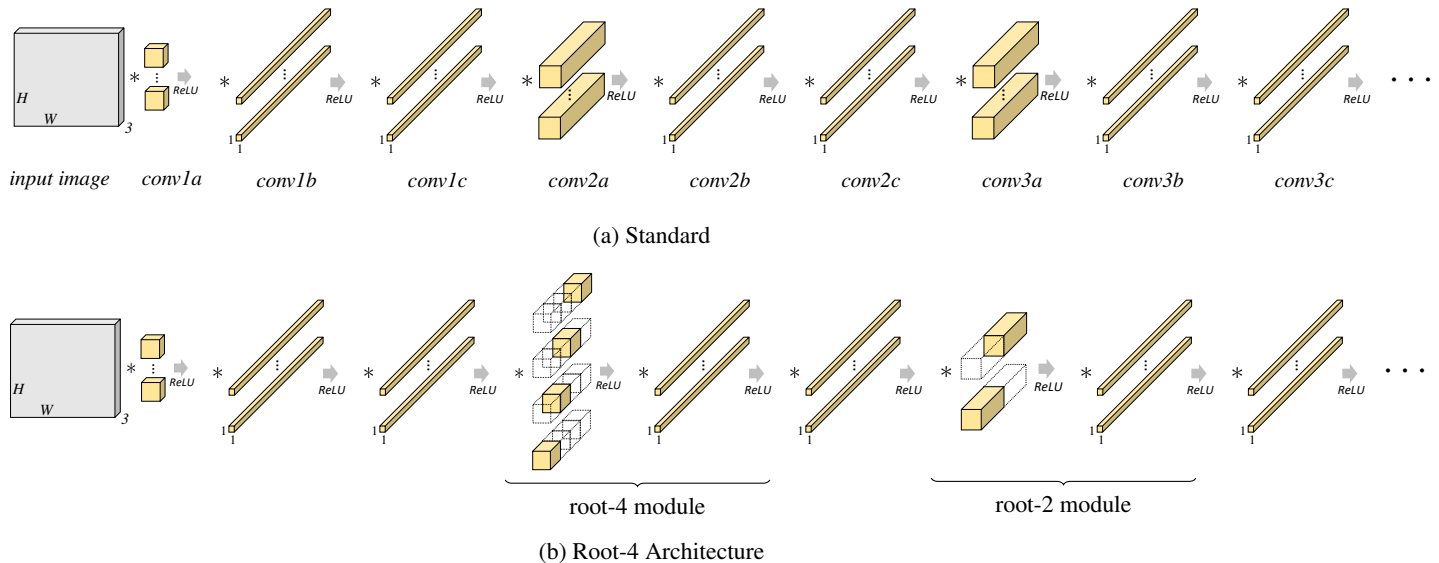 H
W
3
* ⋮ ReLU * ⋮ ReLU * ⋮ ReLU * ⋮ ReLU * ⋮ ReLU * ⋮ ReLU * ⋮ ReLU * ⋮ ReLU * ⋮ ReLU • • •
1 1 1 1 1 1
1 1 1 1 1 1
input image conv1a conv1b conv1c conv2a conv2b conv2c conv3a conv3b conv3c
(a) Standard
H
W
3
* ⋮ ReLU * ⋮ ReLU * ⋮ ReLU * ReLU * ⋮ ReLU * ⋮ ReLU * ReLU * ⋮ ReLU * ⋮ ReLU • • •
1 1 1 1 1 1
1 1 1 1 1 1
root-4 module root-2 module
(b) Root-4 Architecture